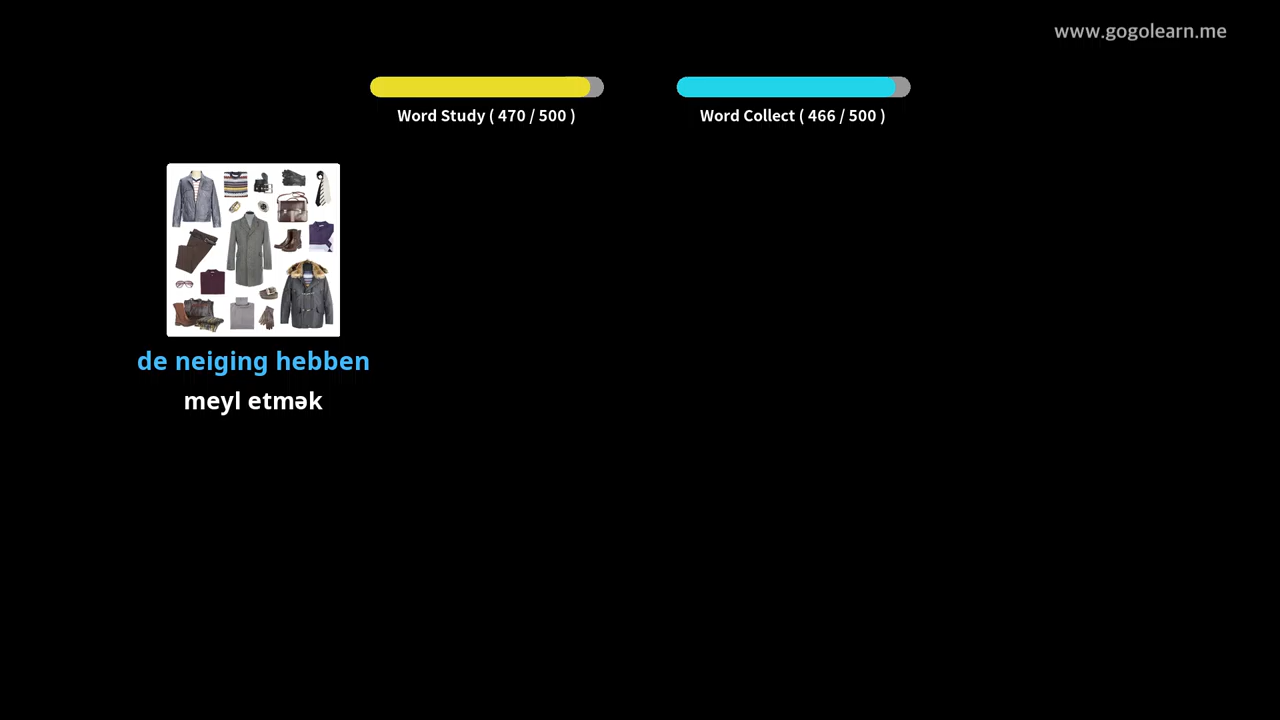 www.gogolearn.me
Word Study ( 470 / 500 )
Word Collect ( 466 / 500 )
de neiging hebben
meyl etmək